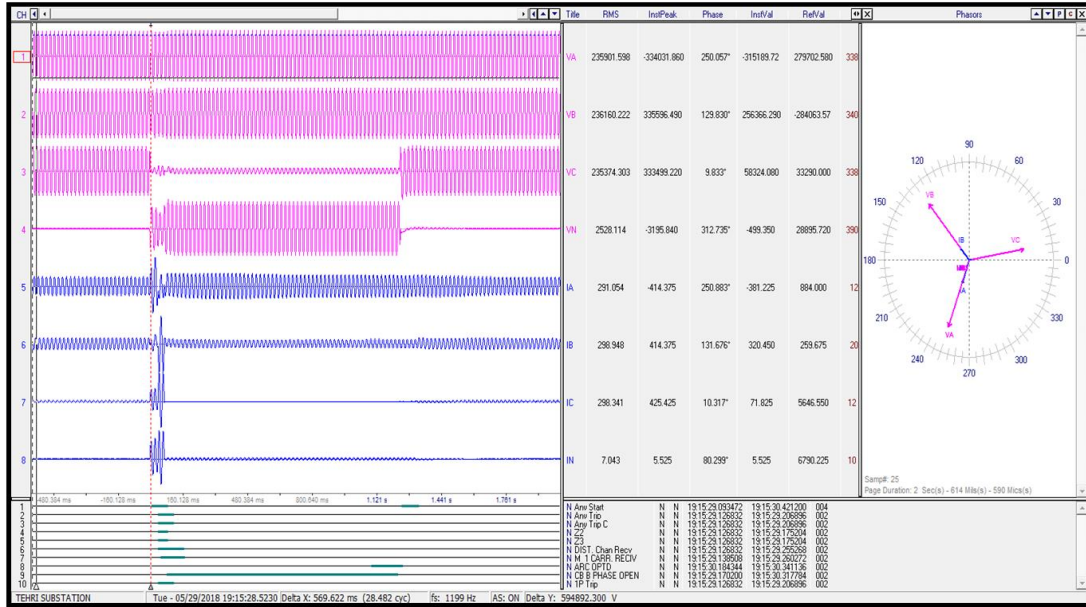 CH Title RMS InstPeak Phase InstVal RefVal Phasors P C X
1 VA 235901.598 -334031.860 250.057° -315189.72 279702.580 338
2 VB 236160.222 335596.490 129.830° 256366.290 -284063.57 340
3 VC 235374.303 333499.220 9.833° 58324.080 33290.000 338
4 VN 2528.114 -3195.840 312.735° -499.350 28895.720 390
5 IA 291.054 -414.375 250.883° -381.225 884.000 12
6 IB 298.948 414.375 131.676° 320.450 259.675 20
7 IC 298.341 425.425 10.317° 71.825 5646.550 12
8 IN 7.043 5.525 80.299° 5.525 6790.225 10
90
120 60
150 VB 30
IB VC
180 0
IA
210 VA 330
240 300
270
Samp#: 25
Page Duration: 2 Sec(s) - 614 Mils(s) - 590 Mics(s)
-480.384 ms -160.128 ms 160.128 ms 480.384 ms 800.640 ms 1.121 s 1.441 s 1.761 s
1 N Any Start N N 19:15:29.093472 19:15:30.421200 004
2 N Any Trip N N 19:15:29.126832 19:15:29.206896 002
3 N Any Trip C N N 19:15:29.126832 19:15:29.206896 002
4 N Z2 N N 19:15:29.126832 19:15:29.175204 002
5 N Z3 N N 19:15:29.126832 19:15:29.175204 002
6 N DIST. Chan Recv N N 19:15:29.126832 19:15:29.255268 002
7 N M_1 CARR. RECIV N N 19:15:29.138508 19:15:29.260272 002
8 N ARC OPTD N N 19:15:30.184344 19:15:30.341136 002
9 N CB B PHASE OPEN N N 19:15:29.170200 19:15:30.317784 002
10 N 1P Trip N N 19:15:29.126832 19:15:29.206896 002
TEHRI SUBSTATION Tue - 05/29/2018 19:15:28.5230 Delta X: 569.622 ms (28.482 cyc) fs: 1199 Hz AS: ON Delta Y: 594892.300 V